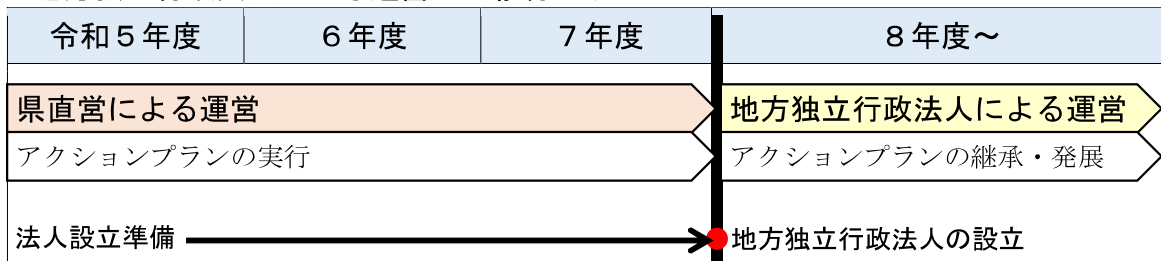 令和５年度
６年度
７年度
８年度～
県直営による運営
地方独立行政法人による運営
アクションプランの実行
アクションプランの継承・発展
法人設立準備
地方独立行政法人の設立